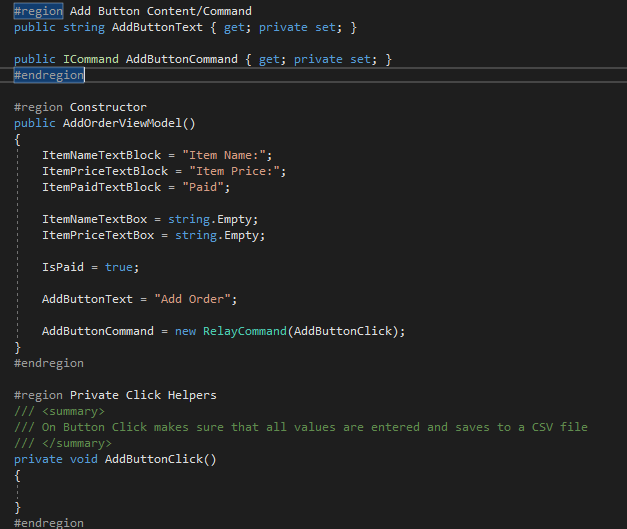 #region Add Button Content/Command
public string AddButtonText { get; private set; }
public ICommand AddButtonCommand { get; private set; }
#endregion
#region Constructor
public AddOrderViewModel()
{
ItemNameTextBlock = "Item Name:";
ItemPriceTextBlock = "Item Price:";
ItemPaidTextBlock = "Paid";
ItemNameTextBox = string.Empty;
ItemPriceTextBox = string.Empty;
IsPaid = true;
AddButtonText = "Add Order";
AddButtonCommand = new RelayCommand(AddButtonClick);
}
#endregion
#region Private Click Helpers
/// <summary>
/// On Button Click makes sure that all values are entered and saves to a CSV file
/// </summary>
private void AddButtonClick()
{
}
#endregion